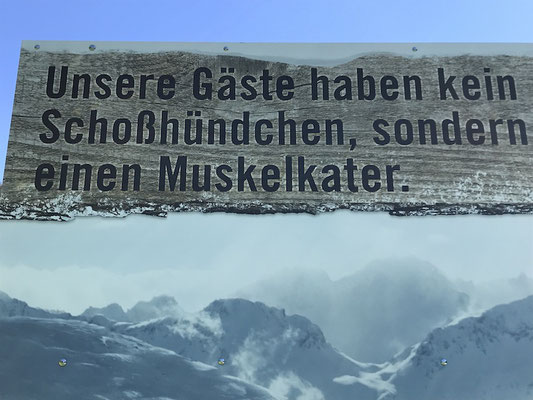 Unsere Gäste haben kein
Schoßhündchen, sondern
einen Muskelkater.